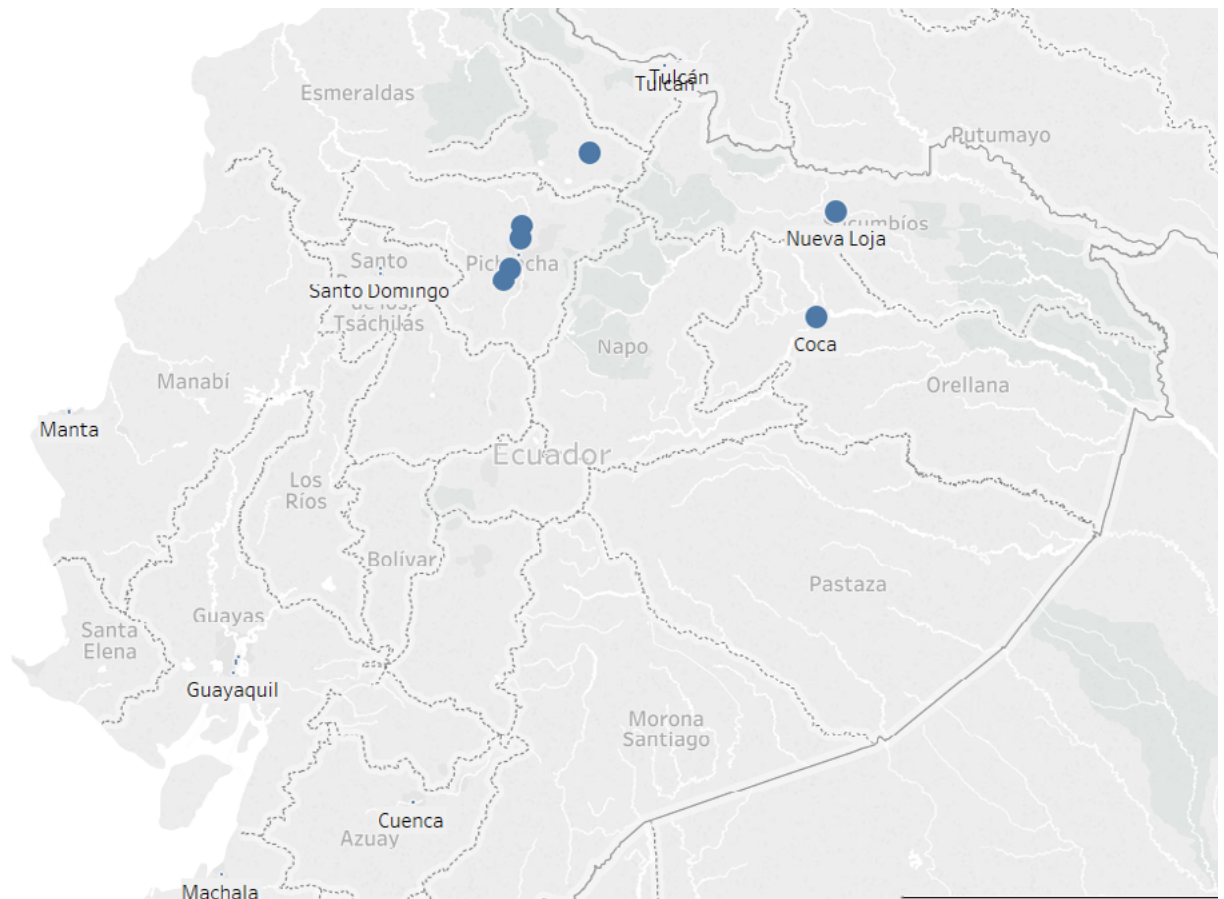 Esmeraldas
Tulcán
Tulcán
Putumayo
Sucumbíos
Nueva Loja
Pichincha
Santo
Santo Domingo
de los
Tsáchilas
Coca
Napo
Orellana
Manabí
Manta
Ecuador
Los
Ríos
Bolívar
Pastaza
Guayas
Santa
Elena
Guayaquil
Morona
Santiago
Cuenca
Azuay
Machala